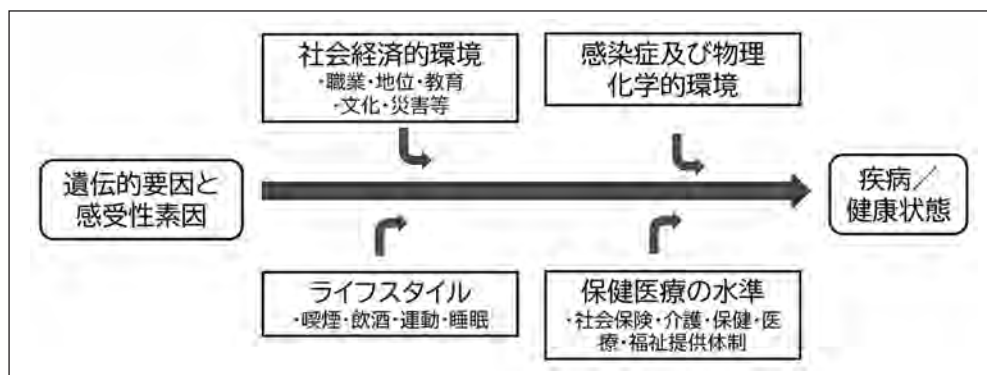 社会経済的環境
・職業・地位・教育
・文化・災害等
感染症及び物理
化学的環境
遺伝的要因と
感受性素因
疾病／
健康状態
ライフスタイル
・喫煙・飲酒・運動・睡眠
保健医療の水準
・社会保険・介護・保健・医
療・福祉提供体制